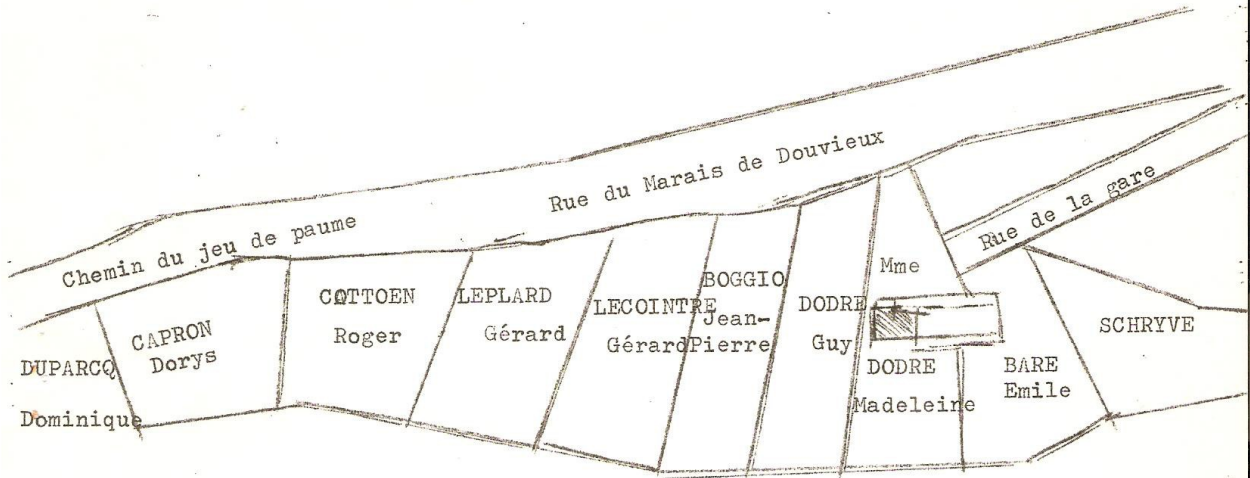 Chemin du jeu de paume
Rue du Marais de Douvieux
Rue de la gare
DUPARCQ
Dominique
CAPRON
Dorys
COTTOEN
Roger
LEPLARD
Gérard
LECOINTRE
Gérard
BOGGIO
Jean-
Pierre
DODRE
Guy
Mme
DODRE
Madeleine
BARE
Emile
SCHRYVE